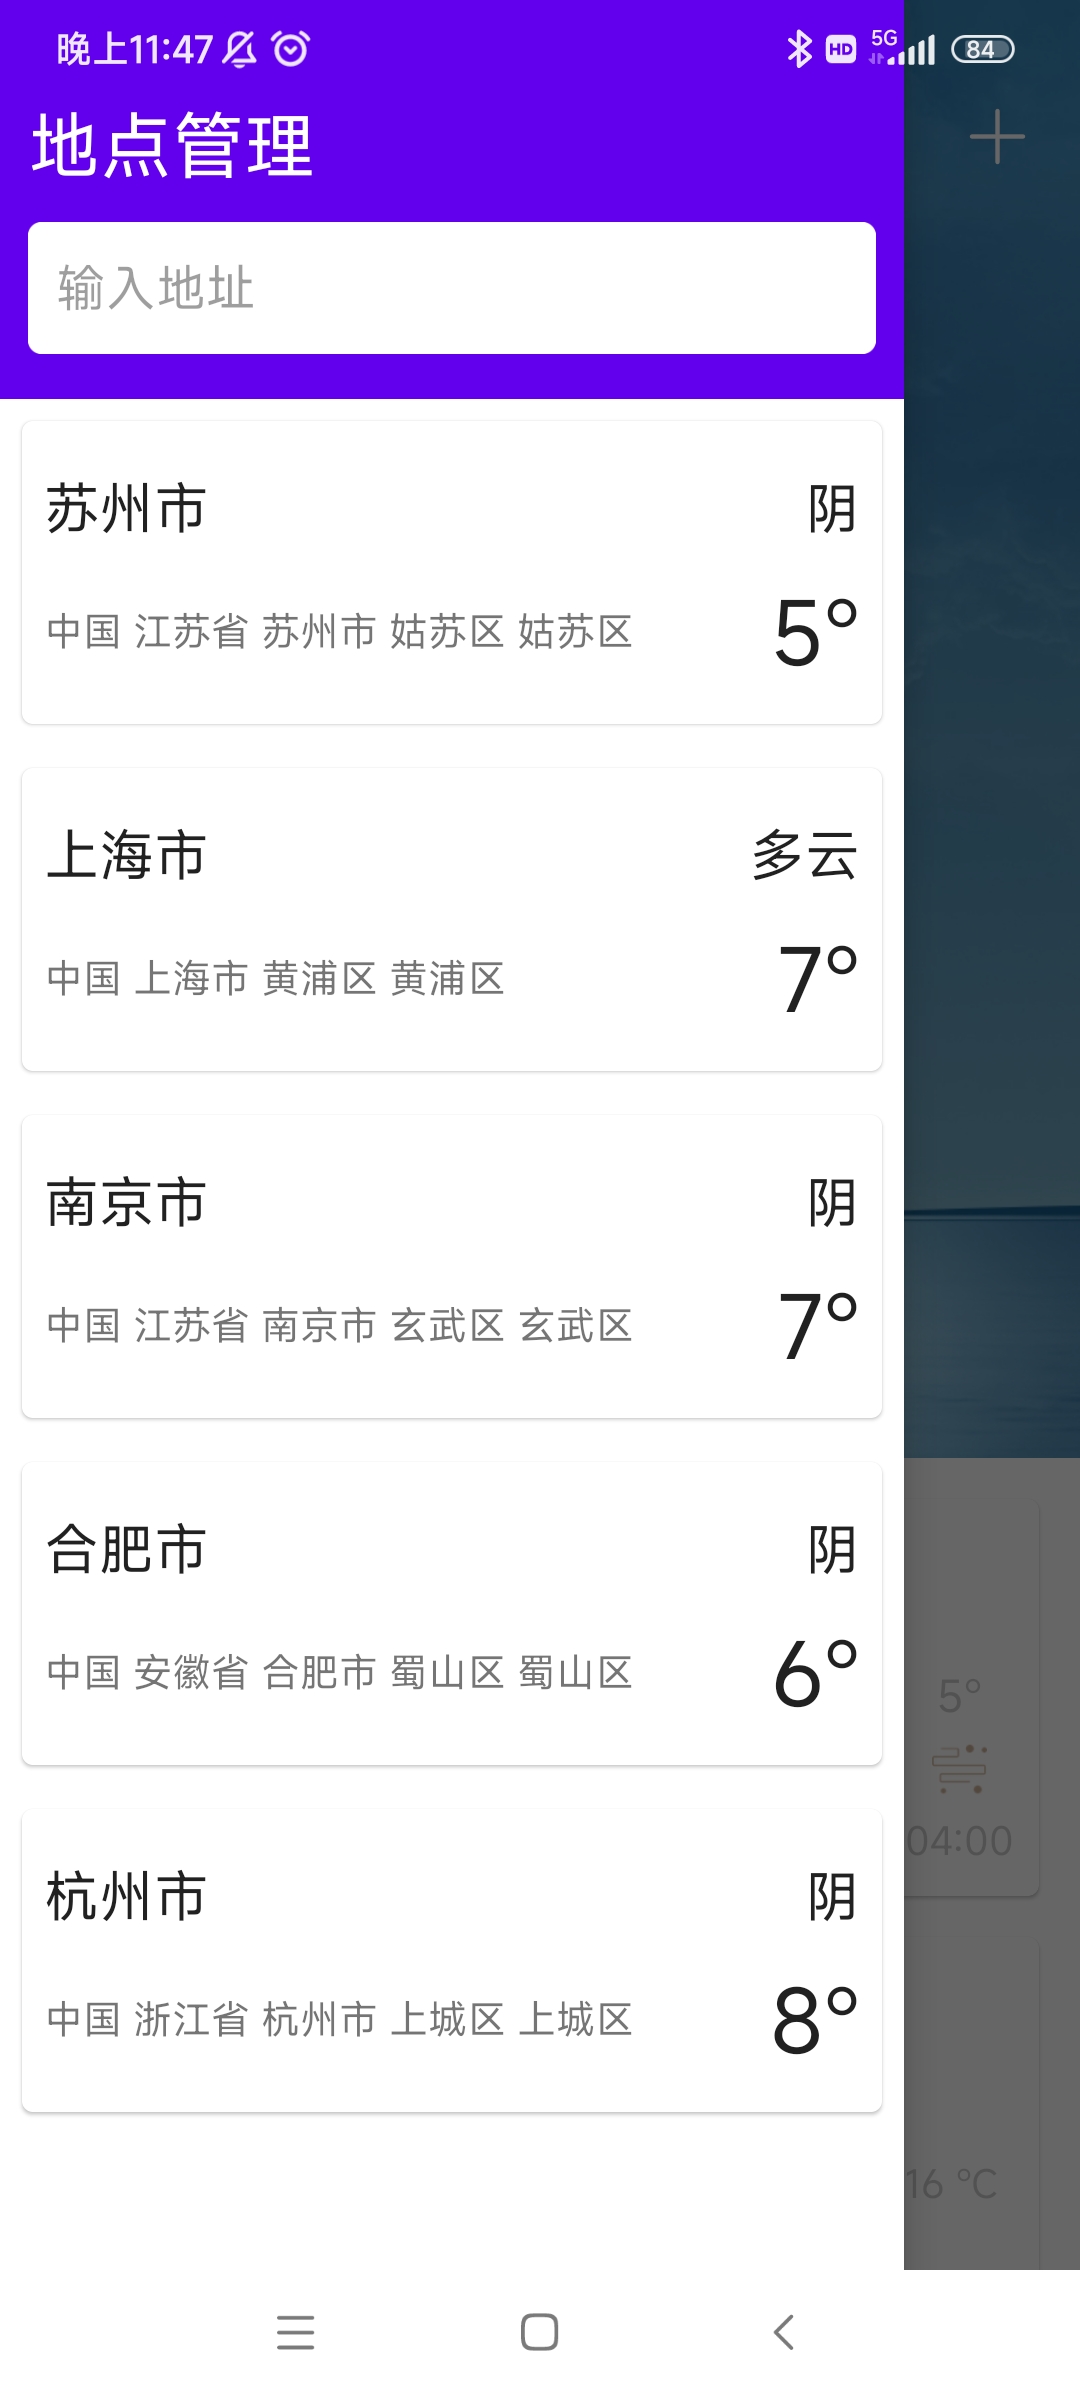 晚上11:47 HD 5G 84
地点管理
输入地址
苏州市 阴
中国 江苏省 苏州市 姑苏区 姑苏区 5°
上海市 多云
中国 上海市 黄浦区 黄浦区 7°
南京市 阴
中国 江苏省 南京市 玄武区 玄武区 7°
合肥市 阴
中国 安徽省 合肥市 蜀山区 蜀山区 6°
5°
04:00
杭州市 阴
中国 浙江省 杭州市 上城区 上城区 8°
16 °C